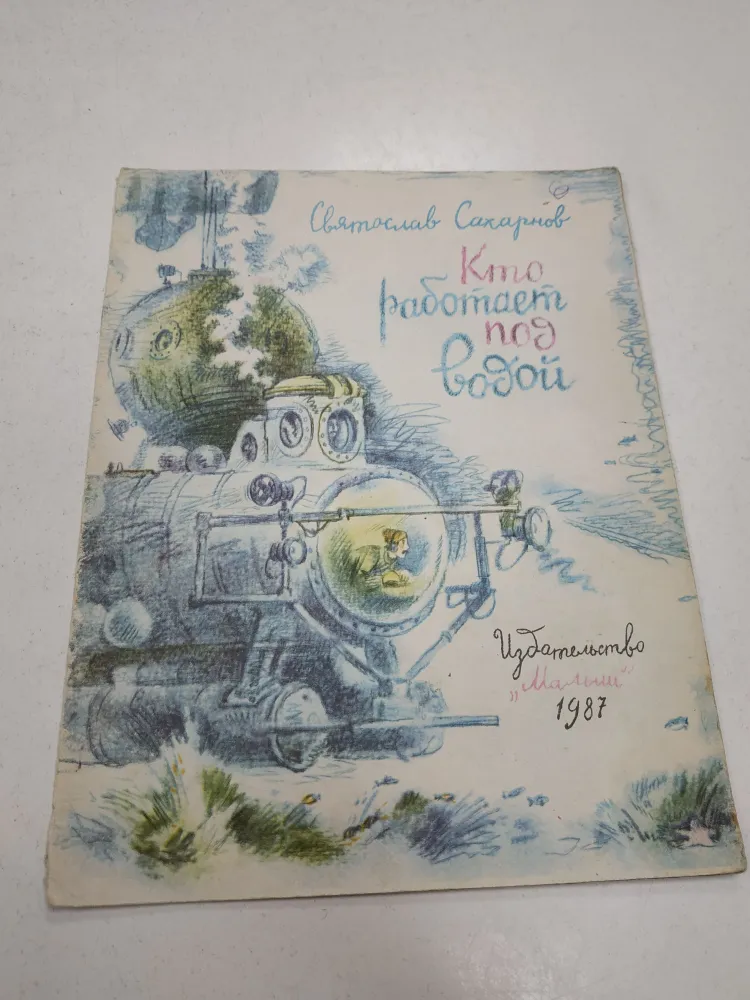 Святослав Сахарнов
Кто
работает
под
водой
Издательство
„Малыш"
1987